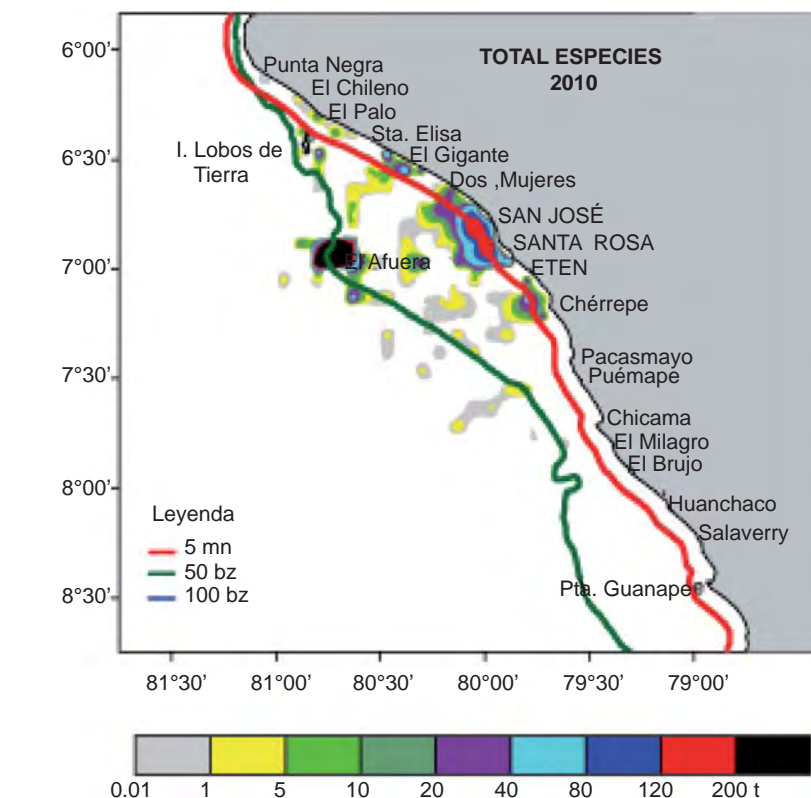 6°00'
6°30'
7°00'
7°30'
8°00'
8°30'
TOTAL ESPECIES
2010
Punta Negra
El Chileno
El Palo
Sta. Elisa
El Gigante
I. Lobos de
Tierra
Dos ,Mujeres
SAN JOSÉ
SANTA ROSA
El Afuera
ETEN
Chérrepe
Pacasmayo
Puémape
Chicama
El Milagro
El Brujo
Huanchaco
Salaverry
Pta. Guanape
Leyenda
5 mn
50 bz
100 bz
81°30' 81°00' 80°30' 80°00' 79°30' 79°00'
0.01 1 5 10 20 40 80 120 200 t